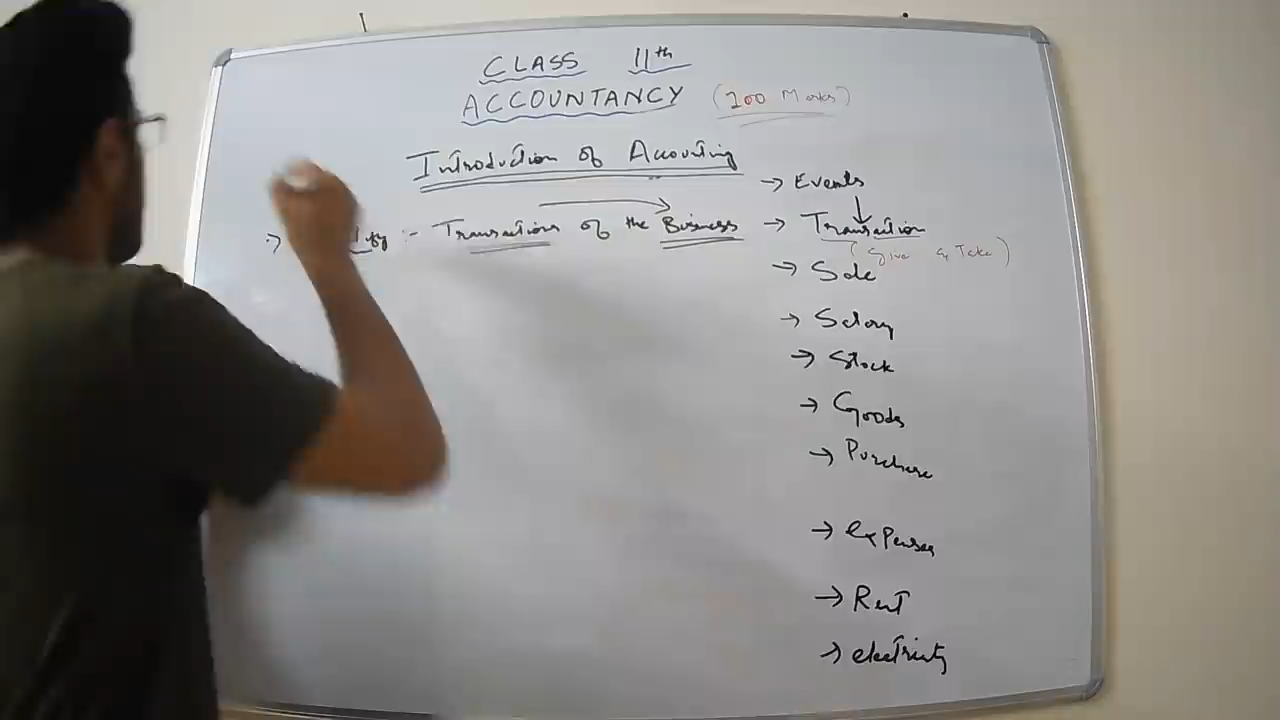 CLASS 11th
ACCOUNTANCY (100 Marks)
Introduction of Accounting
:- Transactions of the Business
→ Events
→ Transaction
(Give & Take)
→ Sale
→ Salary
→ Stock
→ Goods
→ Purchase
→ expenses
→ Rent
→ electricity